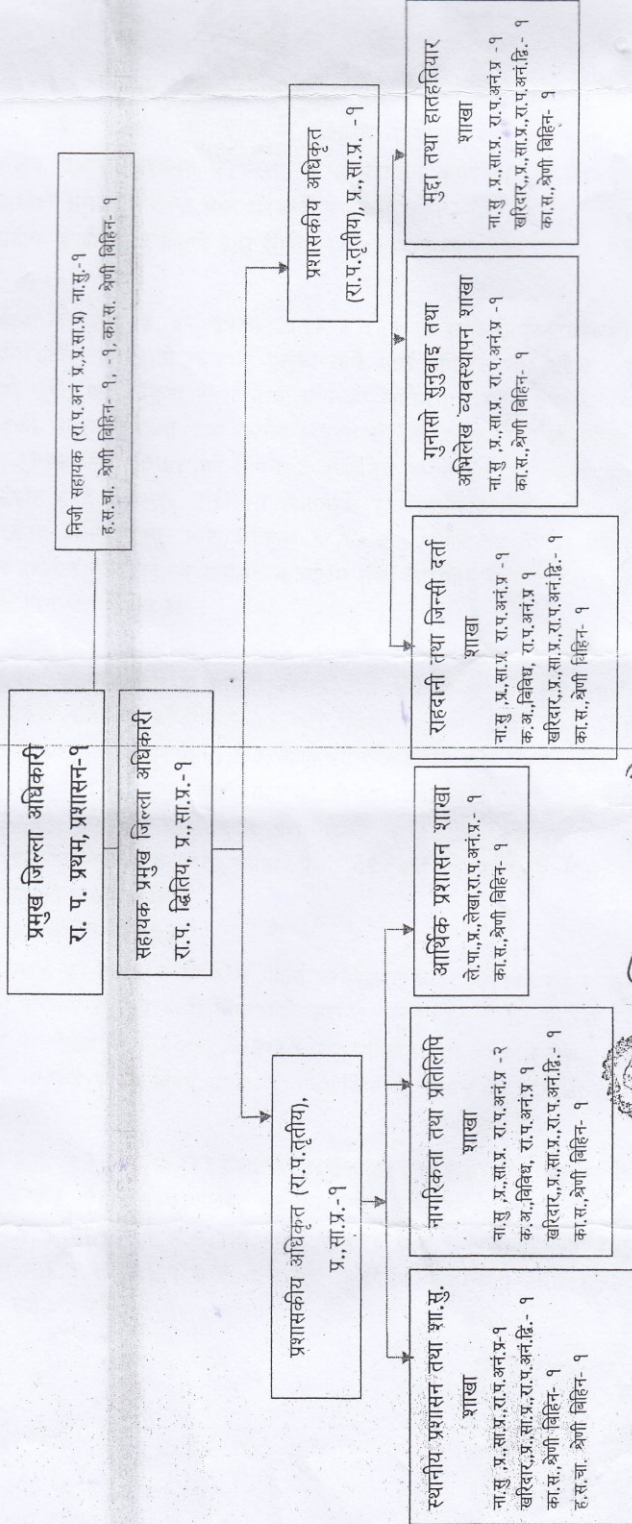 प्रमुख जिल्ला अधिकारी
रा. प. प्रथम, प्रशासन-१
सहायक प्रमुख जिल्ला अधिकारी
रा.प. द्धितिय, प्र.,सा.प्र.-१
निजी सहायक (रा.प.अनं प्र.प्र.सा.प्र) ना.सु.-१
ह.स.चा. श्रेणी बिहिन- १, -१ का.स. श्रेणी बिहिन- १
प्रशासकीय अधिकृत (रा.प.तृतीय),
प्र.,सा.प्र.-१
प्रशासकीय अधिकृत
(रा.प.तृतीय), प्र.,सा.प्र. -१
स्थानीय प्रशासन तथा शा.सु.
शाखा
ना.सु ,प्र.,सा.प्र.,रा.प.अनं.प्र-१
खरिदार,,प्र.,सा.प्र.,रा.प.अनं.द्वि.- १
का.स.,श्रेणी बिहिन- १
ह.स.चा. श्रेणी बिहिन- १
नागरिकता तथा प्रतिलिपि
शाखा
ना.सु ,प्र.,सा.प्र. रा.प.अनं.प्र -२
क.अ.,विविध, रा.प.अनं.प्र १
खरिदार,,प्र.,सा.प्र.,रा.प.अनं.द्वि.- १
का.स.,श्रेणी बिहिन- १
आर्थिक प्रशासन शाखा
ले.पा.,प्र.,लेखा,रा.प.अनं.प्र.- १
का.स.,श्रेणी बिहिन- १
राहदानी तथा जिन्सी दर्ता
शाखा
ना.सु ,प्र.,सा.प्र. रा.प.अनं.प्र -१
क.अ.,विविध, रा.प.अनं.प्र १
खरिदार,,प्र.,सा.प्र.,रा.प.अनं.द्वि.- १
का.स.,श्रेणी बिहिन- १
गुनासो सुनुवाइ तथा
अभिलेख व्यवस्थापन शाखा
ना.सु ,प्र.,सा.प्र. रा.प.अनं.प्र -१
का.स.,श्रेणी बिहिन- १
मुद्दा तथा हातहतियार
शाखा
ना.सु ,प्र.,सा.प्र. रा.प.अनं.प्र -१
खरिदार,,प्र.,सा.प्र.,रा.प.अनं.द्वि.- १
का.स.,श्रेणी बिहिन- १